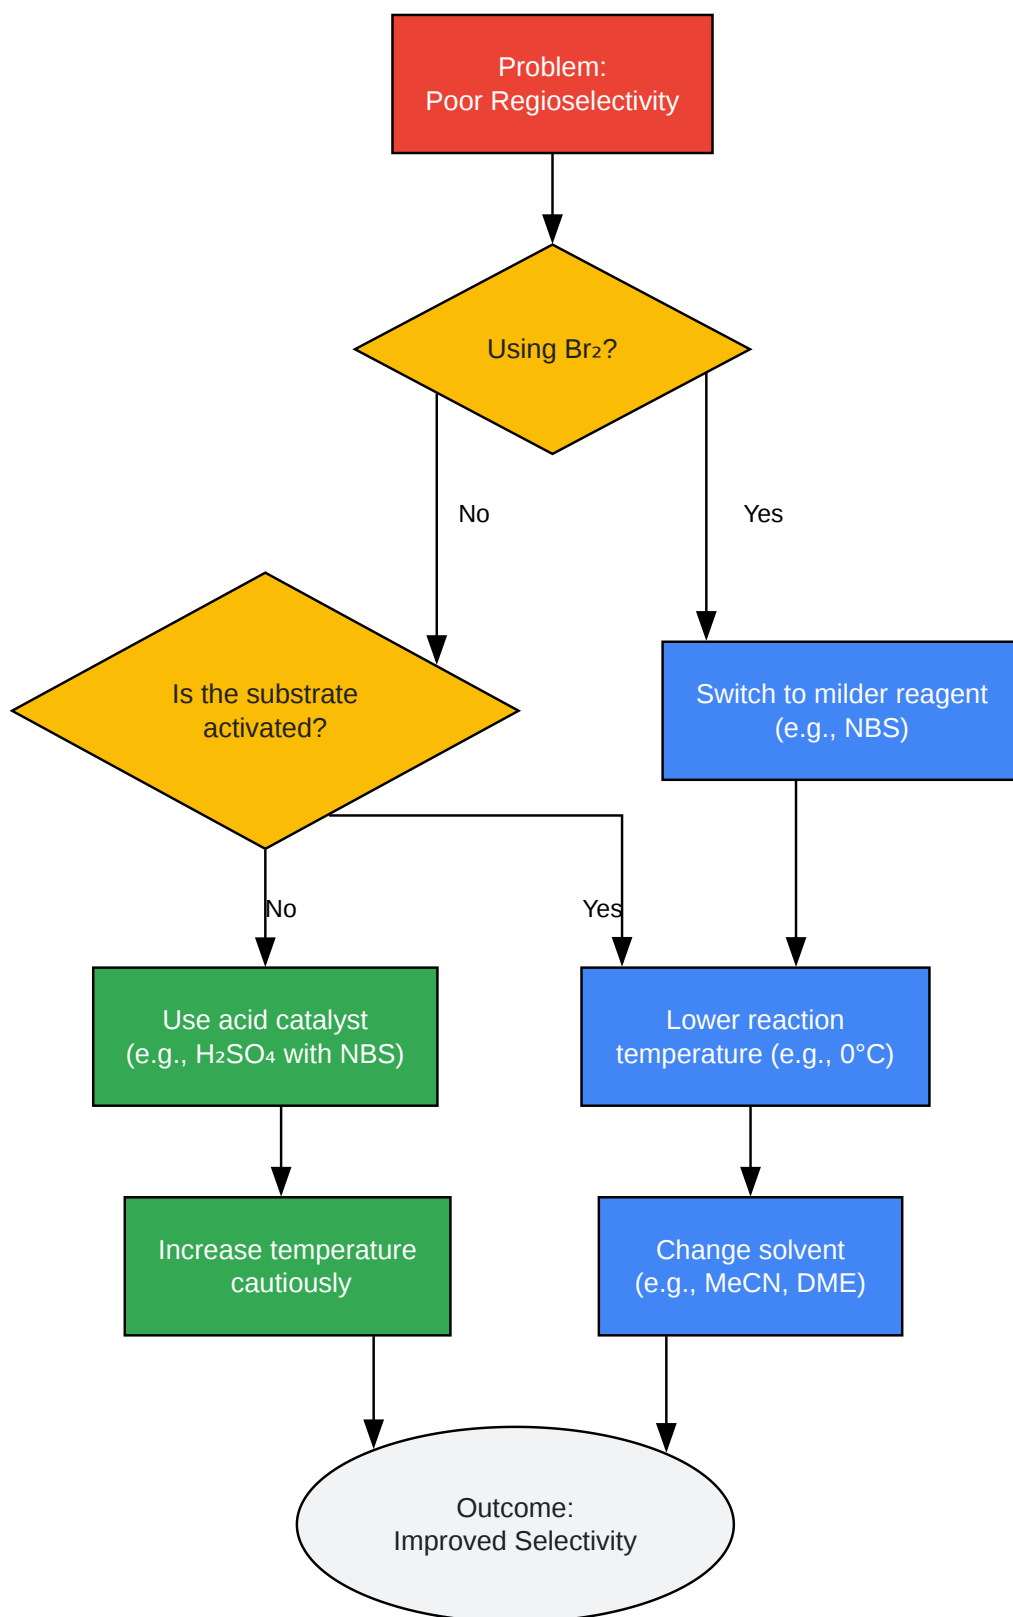 Problem:
Poor Regioselectivity
Using Br₂?
No
Yes
Is the substrate
activated?
Switch to milder reagent
(e.g., NBS)
No
Yes
Use acid catalyst
(e.g., H₂SO₄ with NBS)
Lower reaction
temperature (e.g., 0°C)
Increase temperature
cautiously
Change solvent
(e.g., MeCN, DME)
Outcome:
Improved Selectivity